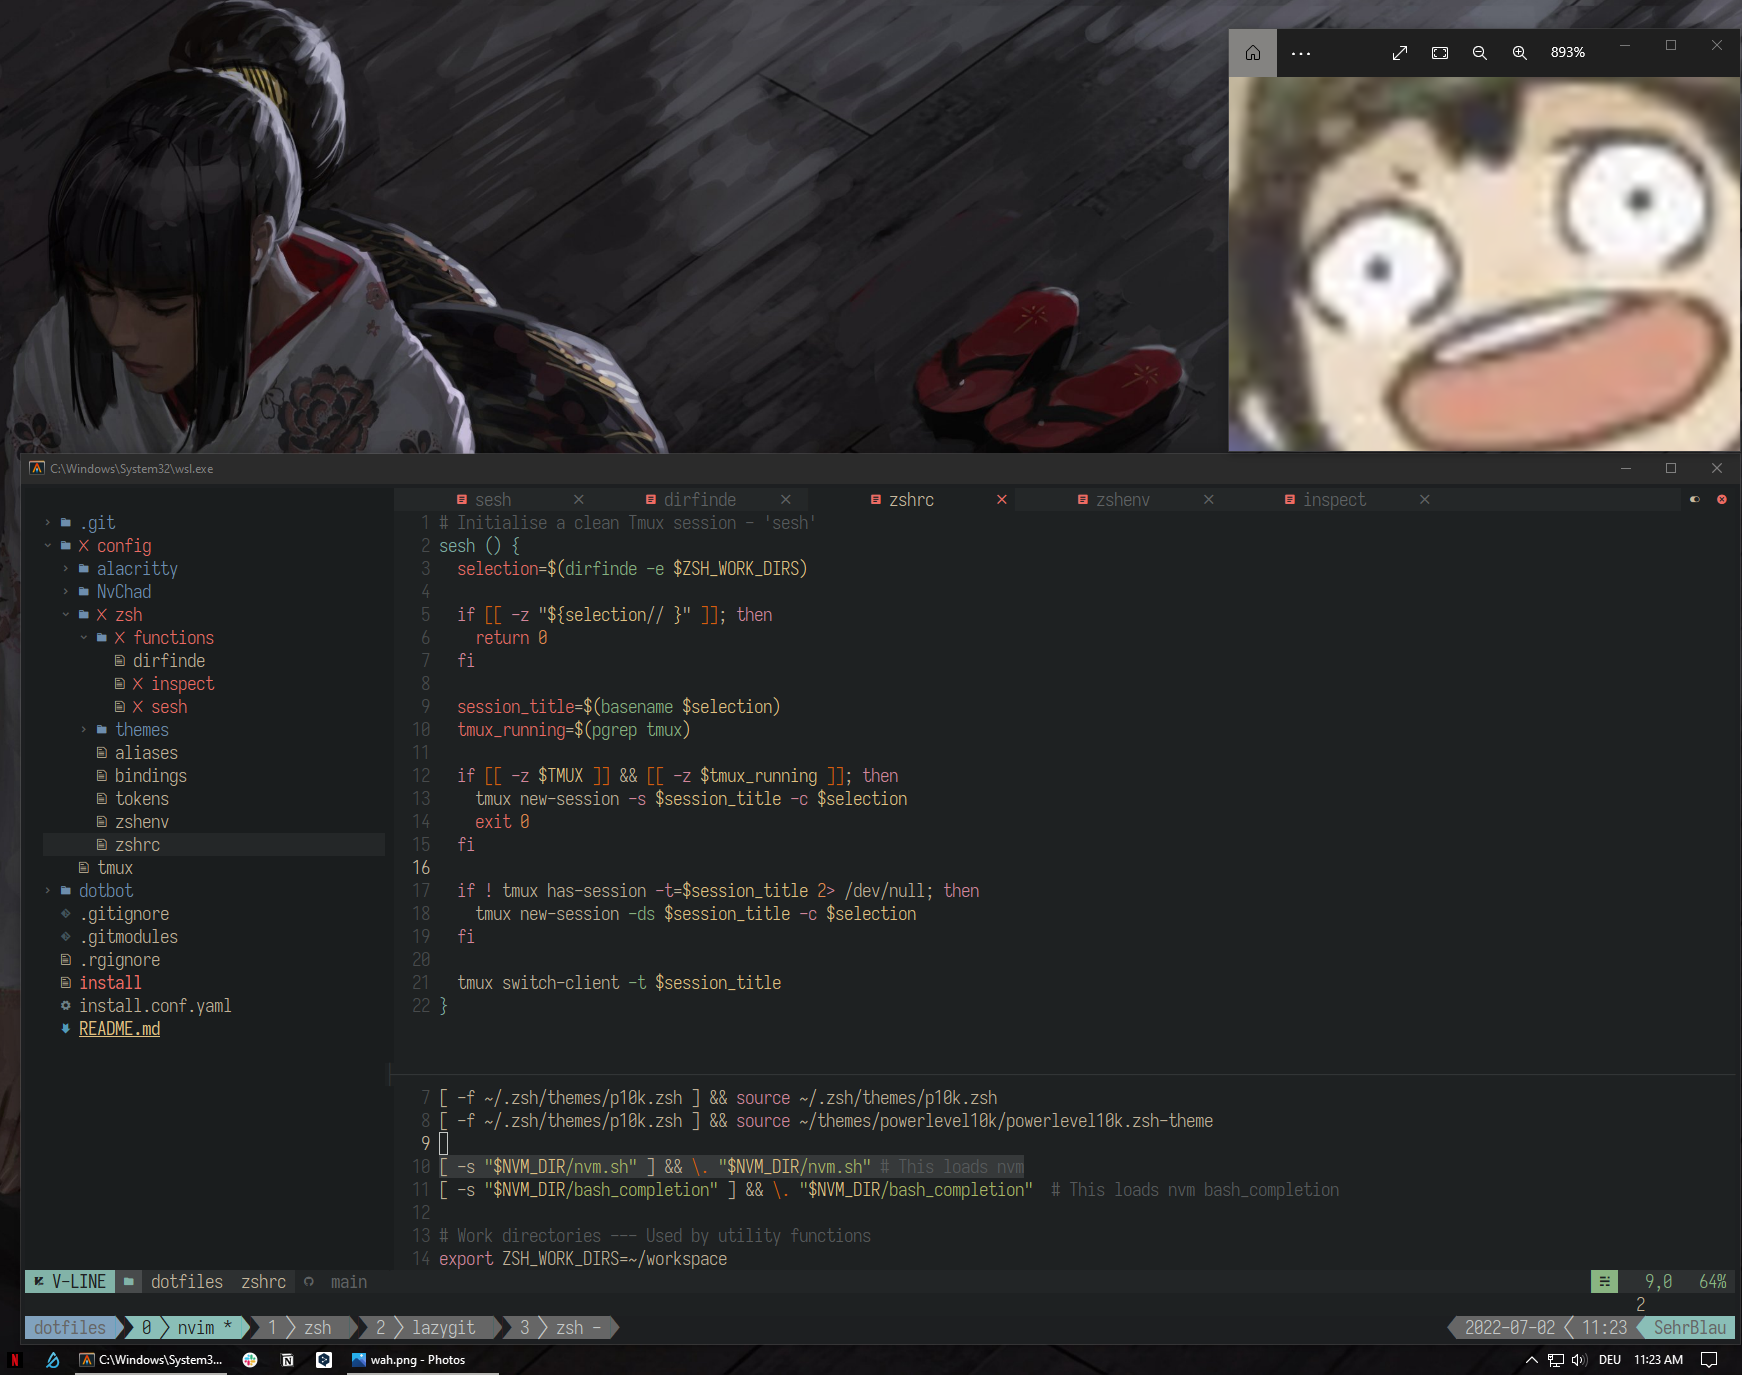 893%
C:\Windows\System32\wsl.exe
sesh
dirfinde
zshrc
zshenv
inspect
.git
config
alacritty
NvChad
zsh
functions
dirfinde
inspect
sesh
themes
aliases
bindings
tokens
zshenv
zshrc
tmux
dotbot
.gitignore
.gitmodules
.rgignore
install
install.conf.yaml
README.md
1 # Initialise a clean Tmux session - 'sesh'
2 sesh () {
3 selection=$(dirfinde -e $ZSH_WORK_DIRS)
4
5 if [[ -z "${selection// }" ]]; then
6 return 0
7 fi
8
9 session_title=$(basename $selection)
10 tmux_running=$(pgrep tmux)
11
12 if [[ -z $TMUX ]] && [[ -z $tmux_running ]]; then
13 tmux new-session -s $session_title -c $selection
14 exit 0
15 fi
16
17 if ! tmux has-session -t=$session_title 2> /dev/null; then
18 tmux new-session -ds $session_title -c $selection
19 fi
20
21 tmux switch-client -t $session_title
22 }
7 [ -f ~/.zsh/themes/p10k.zsh ] && source ~/.zsh/themes/p10k.zsh
8 [ -f ~/.zsh/themes/p10k.zsh ] && source ~/themes/powerlevel10k/powerlevel10k.zsh-theme
9
10 [ -s "$NVM_DIR/nvm.sh" ] && \. "$NVM_DIR/nvm.sh" # This loads nvm
11 [ -s "$NVM_DIR/bash_completion" ] && \. "$NVM_DIR/bash_completion"  # This loads nvm bash_completion
12
13 # Work directories --- Used by utility functions
14 export ZSH_WORK_DIRS=~/workspace
V-LINE dotfiles zshrc main 9,0 64%
2
dotfiles 0 nvim * 1 zsh 2 lazygit 3 zsh - 2022-07-02 11:23 SehrBlau
N C:\Windows\System3... wah.png - Photos DEU 11:23 AM